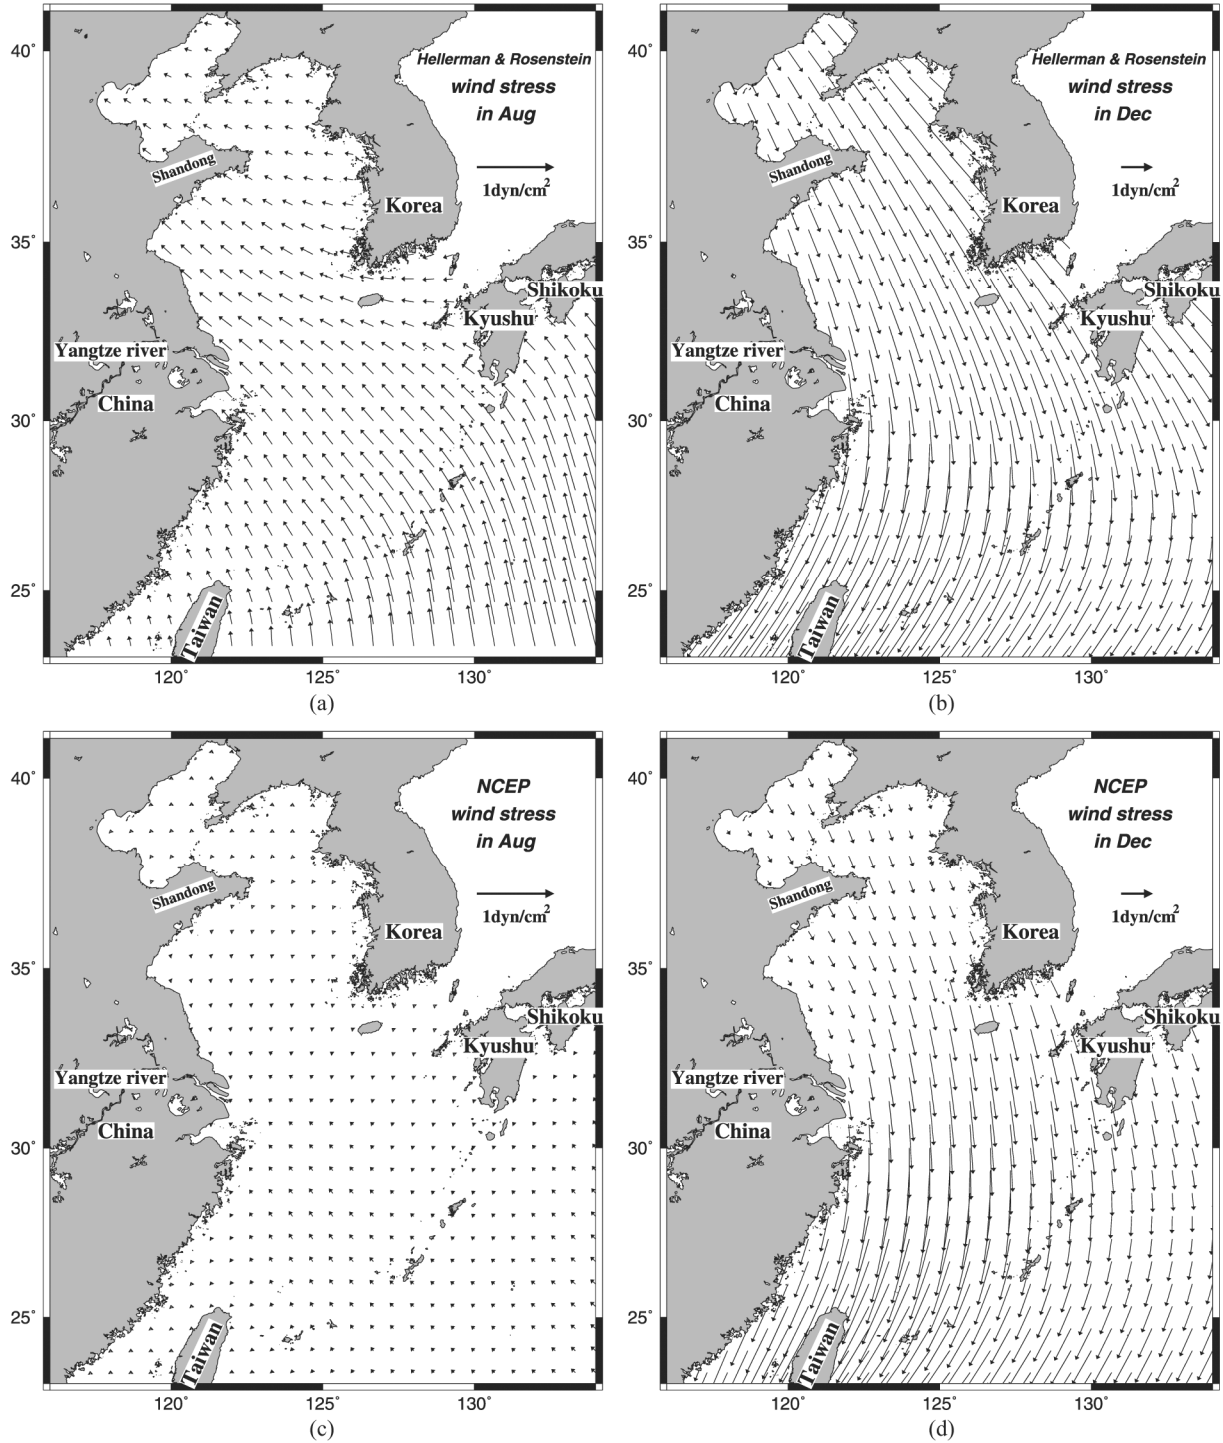 40°
35°
30°
25°
120°
125°
130°
Hellerman & Rosenstein
wind stress
in Aug
1dyn/cm2
Shandong
Korea
Shikoku
Kyushu
Yangtze river
China
Taiwan
(a)
Hellerman & Rosenstein
wind stress
in Dec
1dyn/cm2
Shandong
Korea
Shikoku
Kyushu
Yangtze river
China
Taiwan
40°
35°
30°
25°
120°
125°
130°
(b)
NCEP
wind stress
in Aug
1dyn/cm2
Shandong
Korea
Shikoku
Kyushu
Yangtze river
China
Taiwan
40°
35°
30°
25°
120°
125°
130°
(c)
NCEP
wind stress
in Dec
1dyn/cm2
Shandong
Korea
Shikoku
Kyushu
Yangtze river
China
Taiwan
40°
35°
30°
25°
120°
125°
130°
(d)